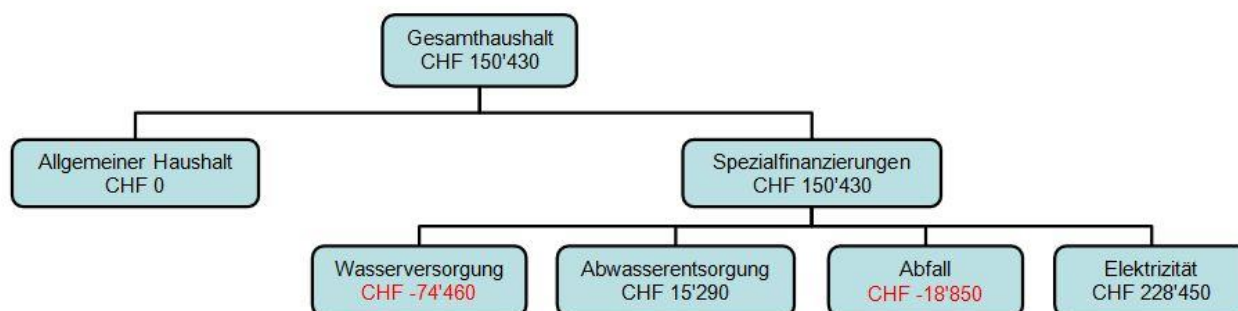 Gesamthaushalt
CHF 150'430
Allgemeiner Haushalt
CHF 0
Spezialfinanzierungen
CHF 150'430
Wasserversorgung
CHF -74'460
Abwasserentsorgung
CHF 15'290
Abfall
CHF -18'850
Elektrizität
CHF 228'450